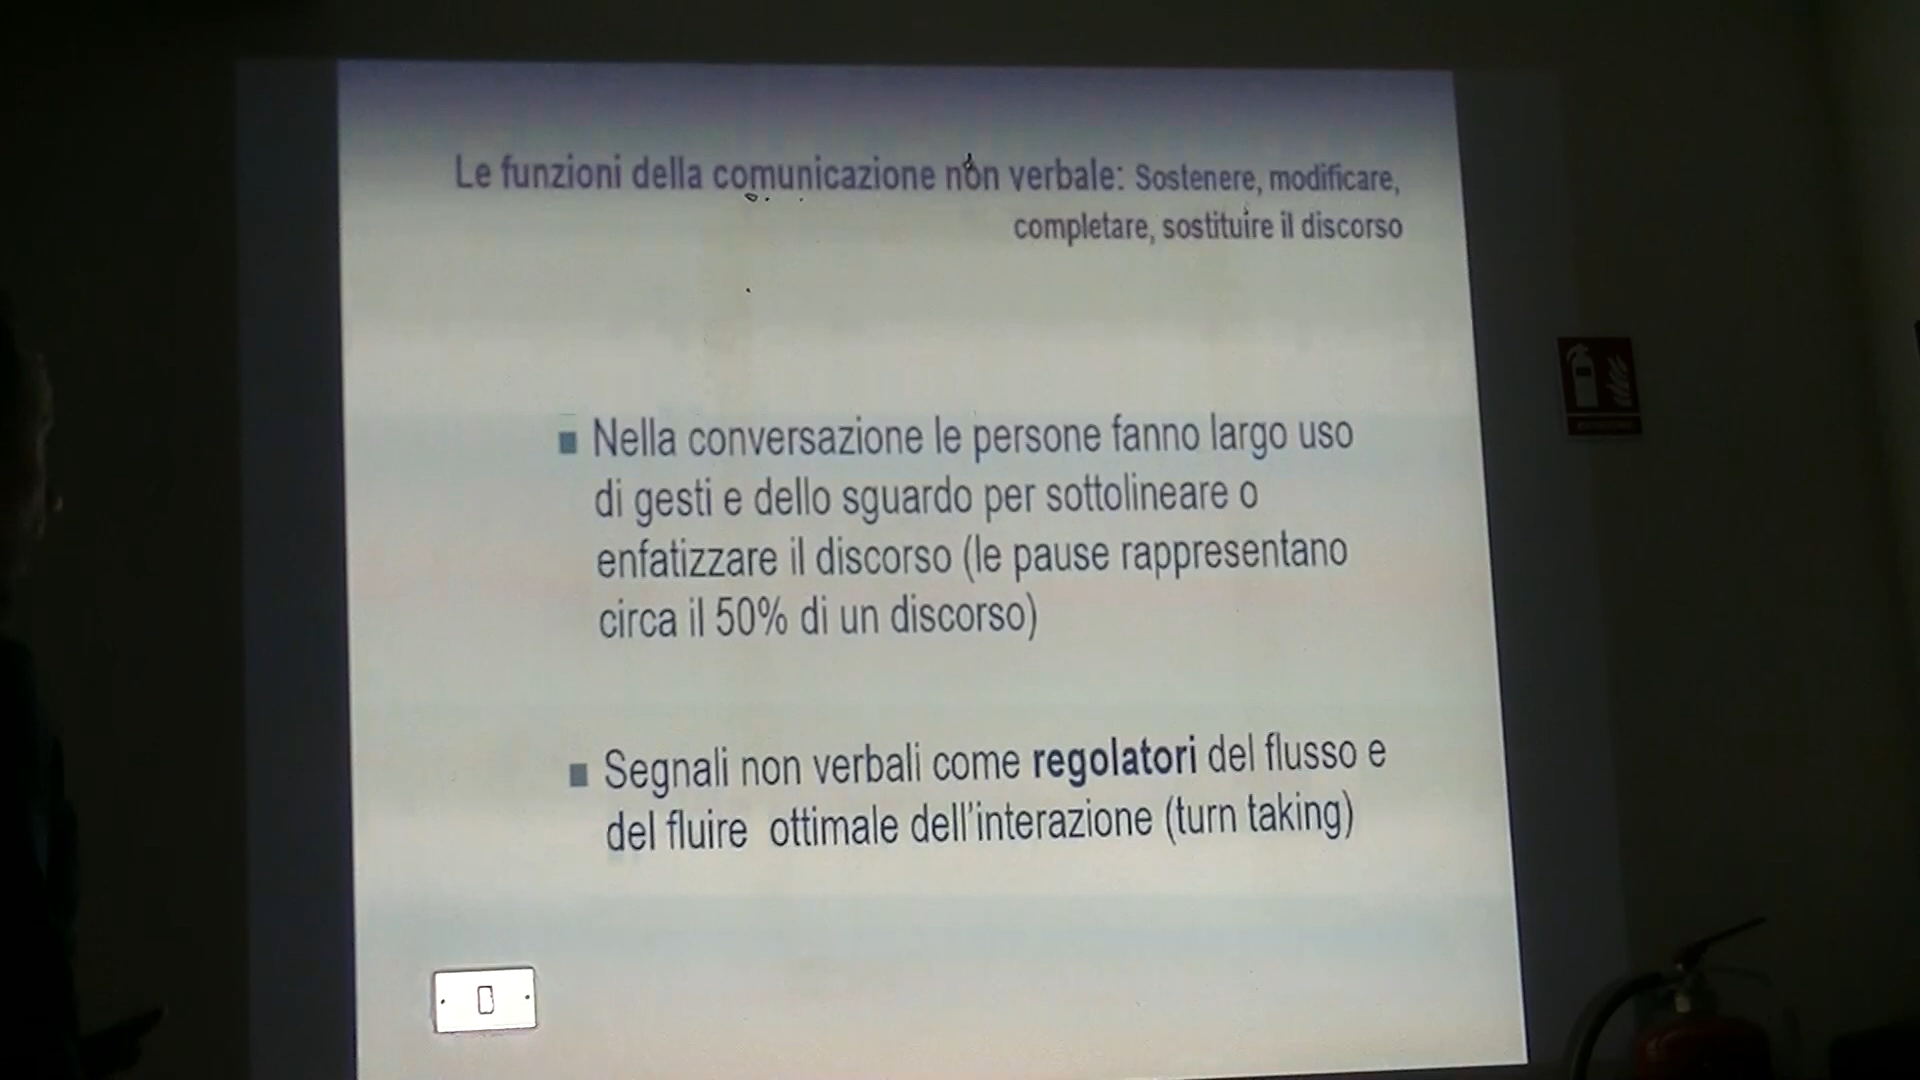 Le funzioni della comunicazione non verbale: Sostenere, modificare,
completare, sostituire il discorso
Nella conversazione le persone fanno largo uso
di gesti e dello sguardo per sottolineare o
enfatizzare il discorso (le pause rappresentano
circa il 50% di un discorso)
Segnali non verbali come regolatori del flusso e
del fluire ottimale dell'interazione (turn taking)